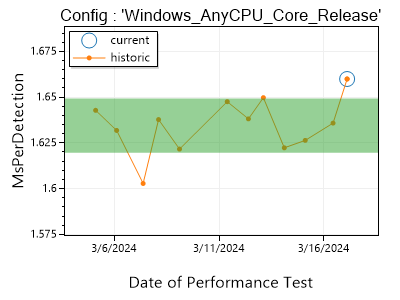 Config : 'Windows_AnyCPU_Core_Release'
current
historic
1.675
1.65
1.625
1.6
1.575
MsPerDetection
3/6/2024
3/11/2024
3/16/2024
Date of Performance Test